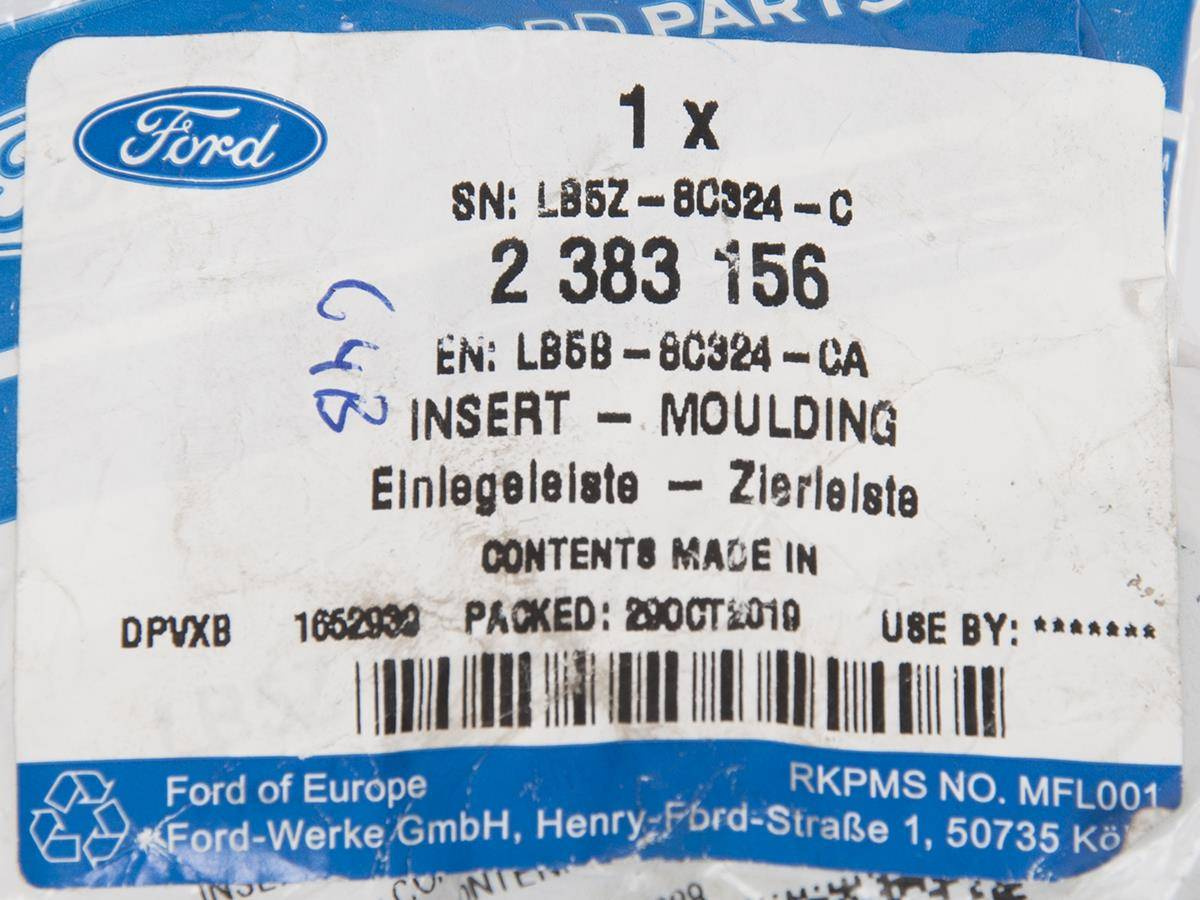 FORD PARTS
Ford
1 x
SN: LB5Z-8C324-C
2 383 156
EN: LB5B-8C324-CA
INSERT - MOULDING
Einlegeleiste - Zierleiste
CONTENTS MADE IN
DPVXB 1652939 PACKED: 29OCT2019 USE BY: *******
Ford of Europe RKPMS NO. MFL001
Ford-Werke GmbH, Henry-Ford-Straße 1, 50735